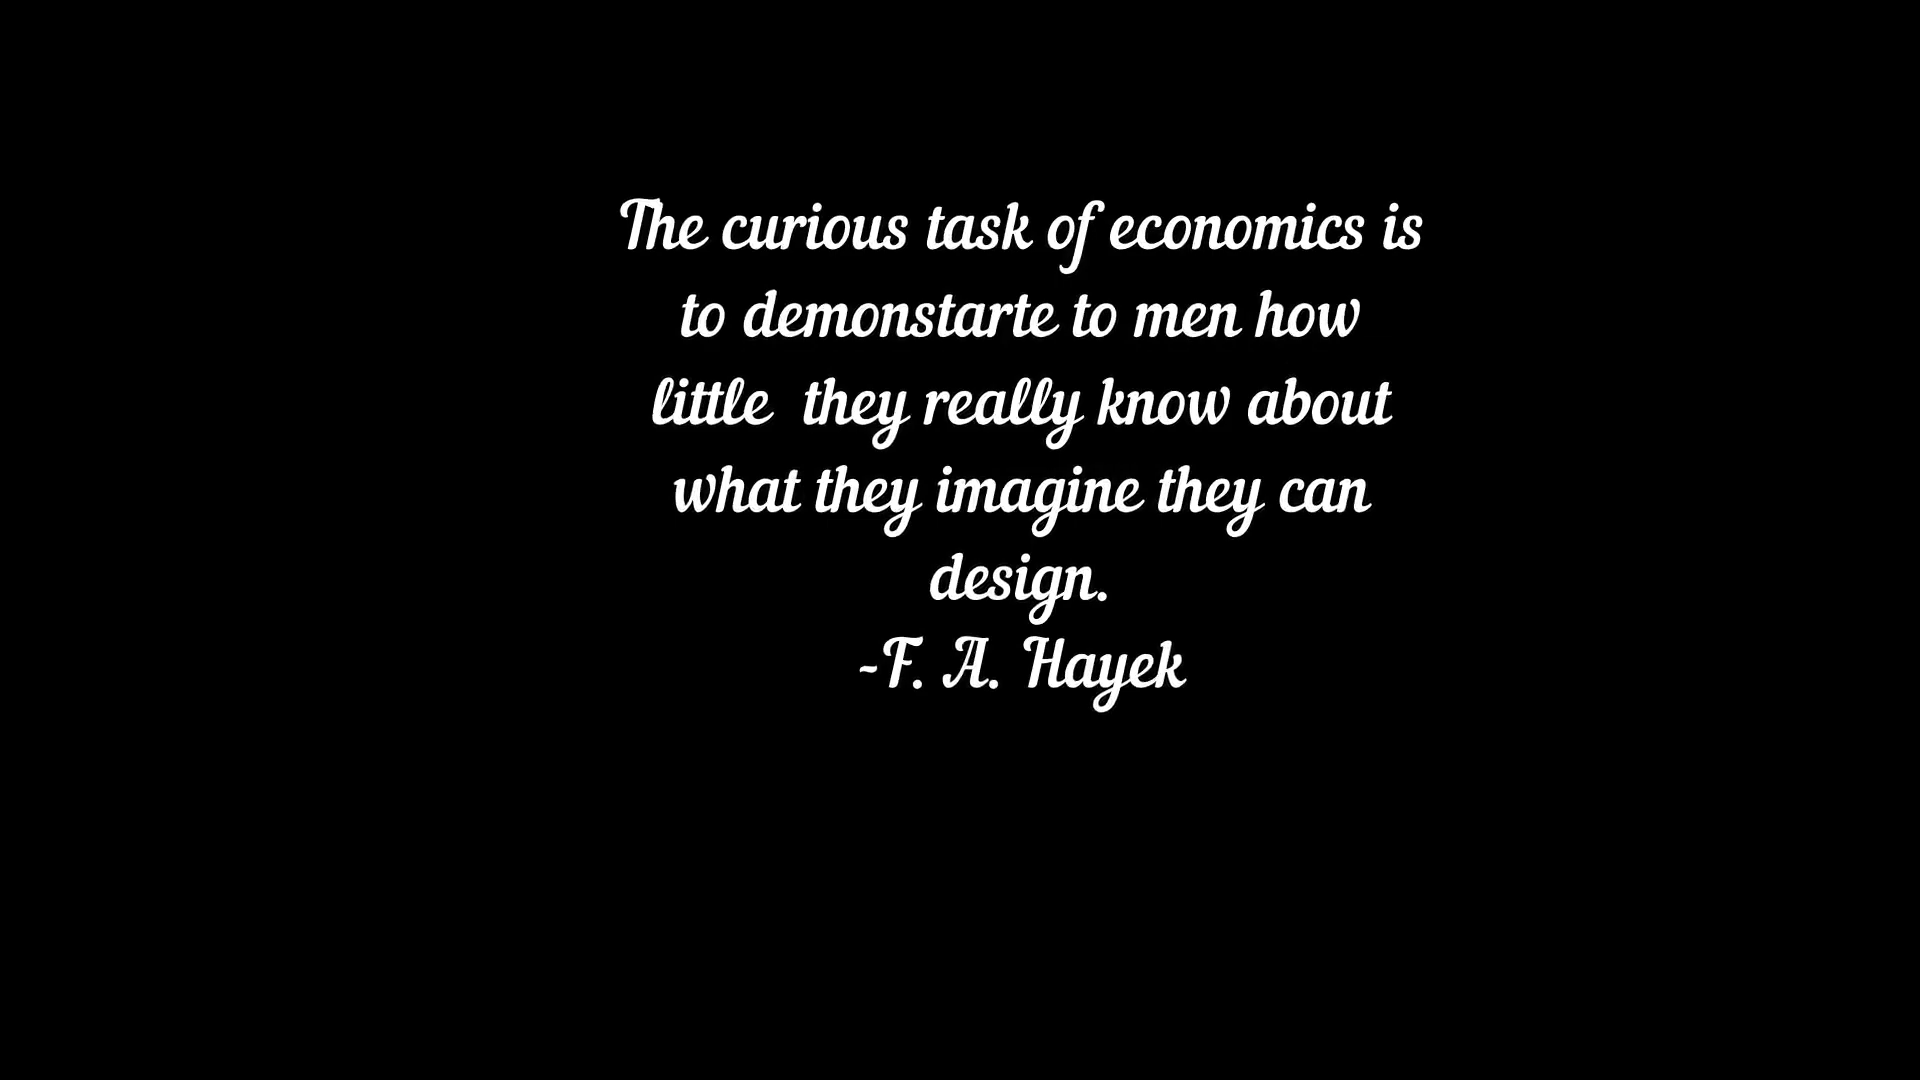 The curious task of economics is
to demonstarte to men how
little  they really know about
what they imagine they can
design.
-F. A. Hayek